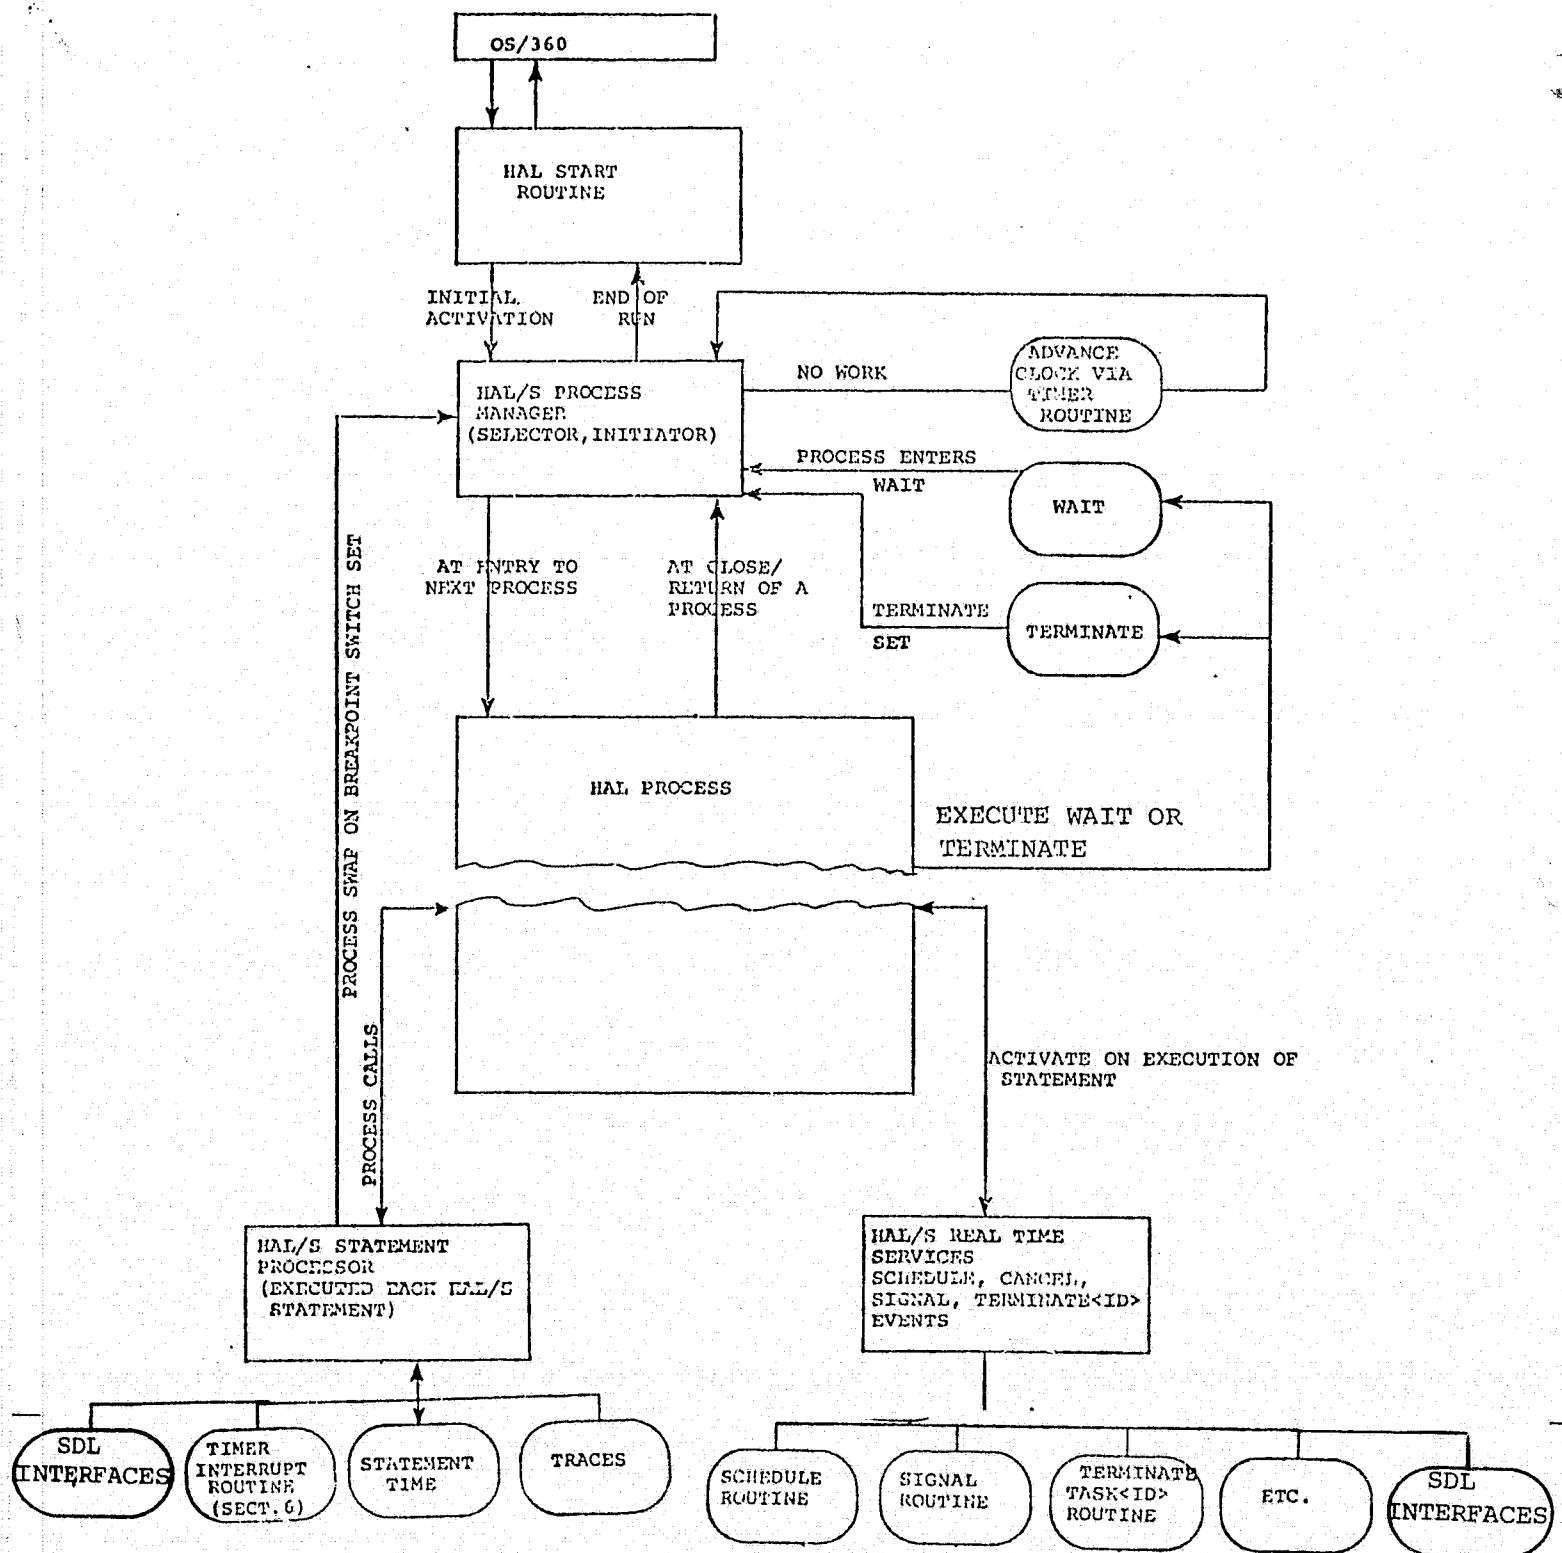 OS/360
HAL START
ROUTINE
INITIAL
ACTIVATION
END OF
RUN
HAL/S PROCESS
MANAGER
(SELECTOR,INITIATOR)
NO WORK
ADVANCE
CLOCK VIA
TIMER
ROUTINE
PROCESS ENTERS
WAIT
WAIT
AT ENTRY TO
NEXT PROCESS
AT CLOSE/
RETURN OF A
PROCESS
TERMINATE
SET
TERMINATE
PROCESS SWAP ON BREAKPOINT SWITCH SET
HAL PROCESS
EXECUTE WAIT OR
TERMINATE
PROCESS CALLS
ACTIVATE ON EXECUTION OF
STATEMENT
HAL/S STATEMENT
PROCESSOR
(EXECUTED EACH HAL/S
STATEMENT)
HAL/S REAL TIME
SERVICES
SCHEDULE, CANCEL,
SIGNAL, TERMINATE<ID>
EVENTS
SDL
INTERFACES
TIMER
INTERRUPT
ROUTINE
(SECT.6)
STATEMENT
TIME
TRACES
SCHEDULE
ROUTINE
SIGNAL
ROUTINE
TERMINATE
TASK<ID>
ROUTINE
ETC.
SDL
INTERFACES